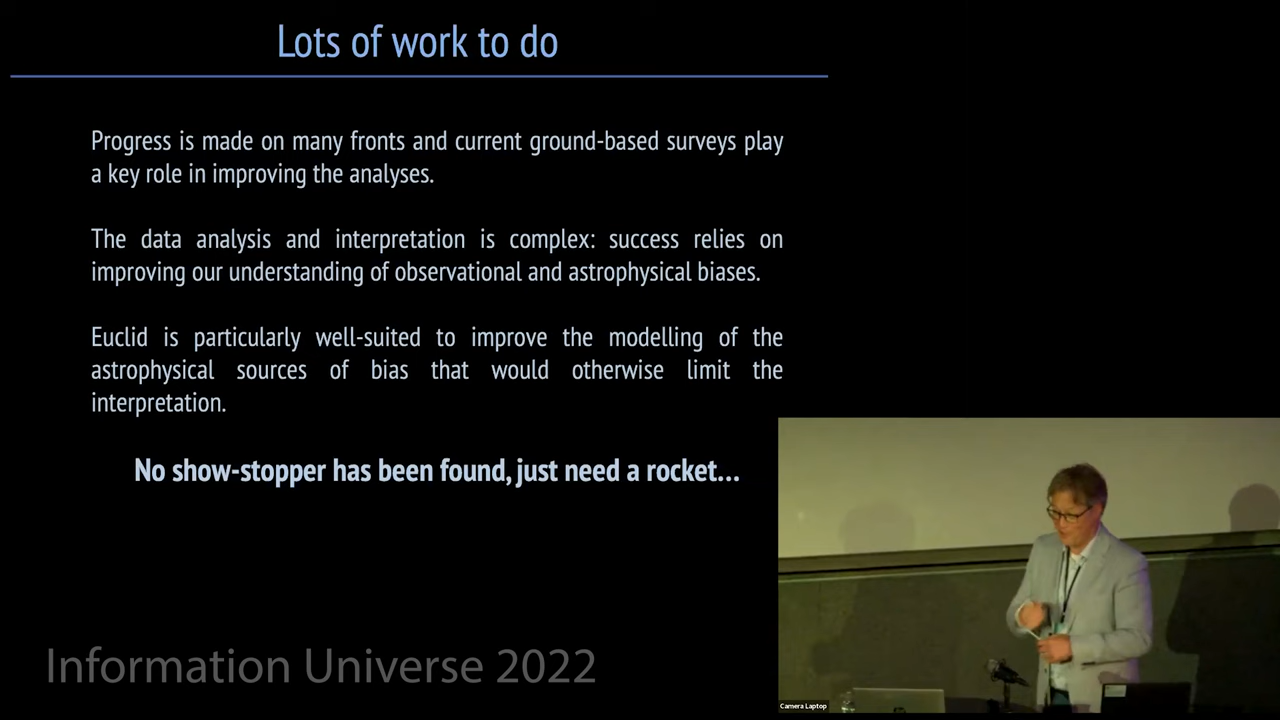 Lots of work to do
Progress is made on many fronts and current ground-based surveys play
a key role in improving the analyses.
The data analysis and interpretation is complex: success relies on
improving our understanding of observational and astrophysical biases.
Euclid is particularly well-suited to improve the modelling of the
astrophysical sources of bias that would otherwise limit the
interpretation.
No show-stopper has been found, just need a rocket...
Information Universe 2022
Camera Laptop